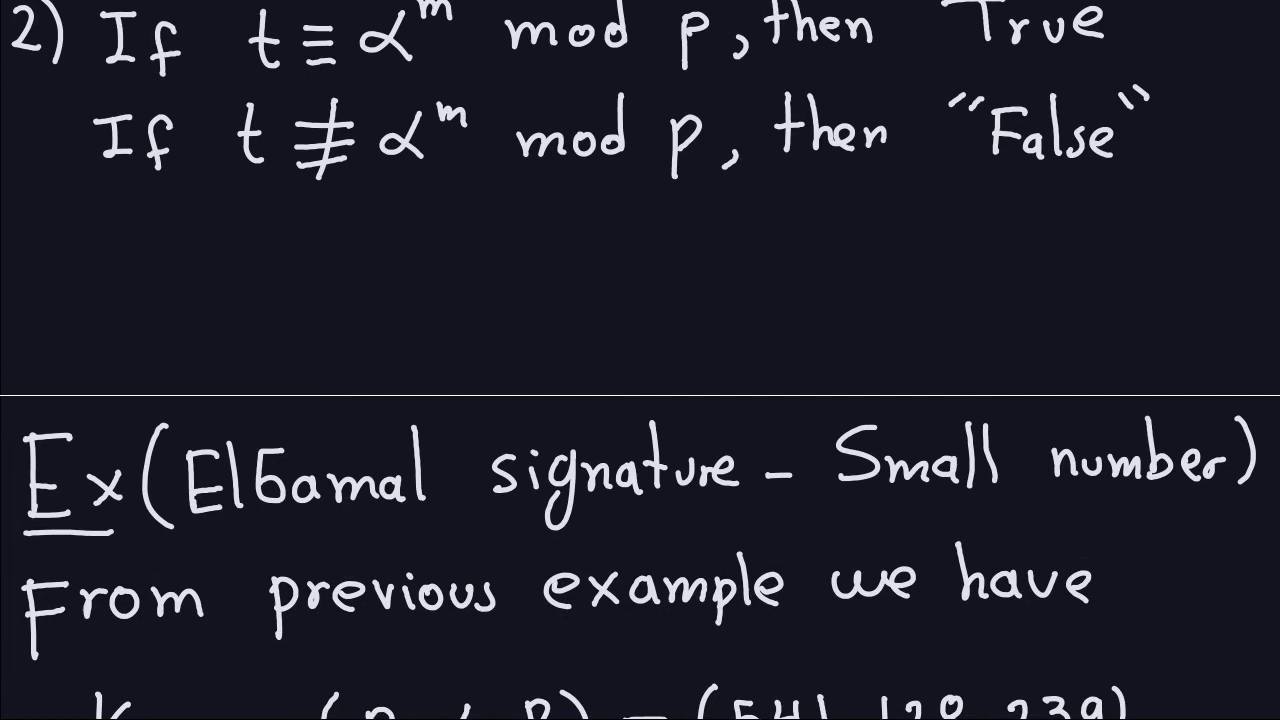 2) If t ≡ α^m mod p, then True
If t ≢ α^m mod p, then "False"
Ex (ElGamal signature - Small number)
From previous example we have